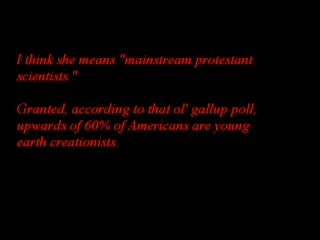 I think she means "mainstream protestant
scientists."
Granted, according to that ol' gallup poll,
upwards of 60% of Americans are young
earth creationists.